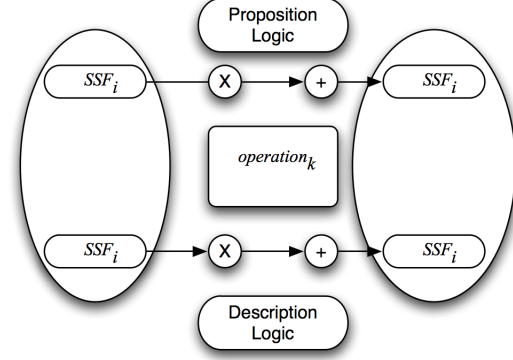 Proposition
Logic
SSF_i
X
+
SSF_i
operation_k
SSF_i
X
+
SSF_i
Description
Logic